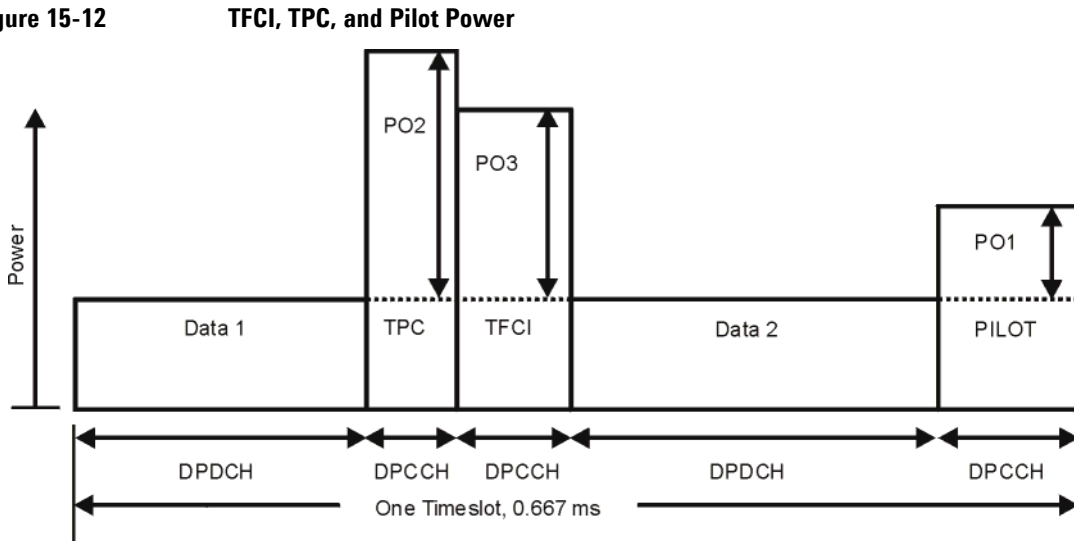 gure 15-12 TFCI, TPC, and Pilot Power
PO2
PO3
PO1
Power
Data 1
TPC
TFCI
Data 2
PILOT
DPDCH
DPCCH
DPCCH
DPDCH
DPCCH
One Timeslot, 0.667 ms